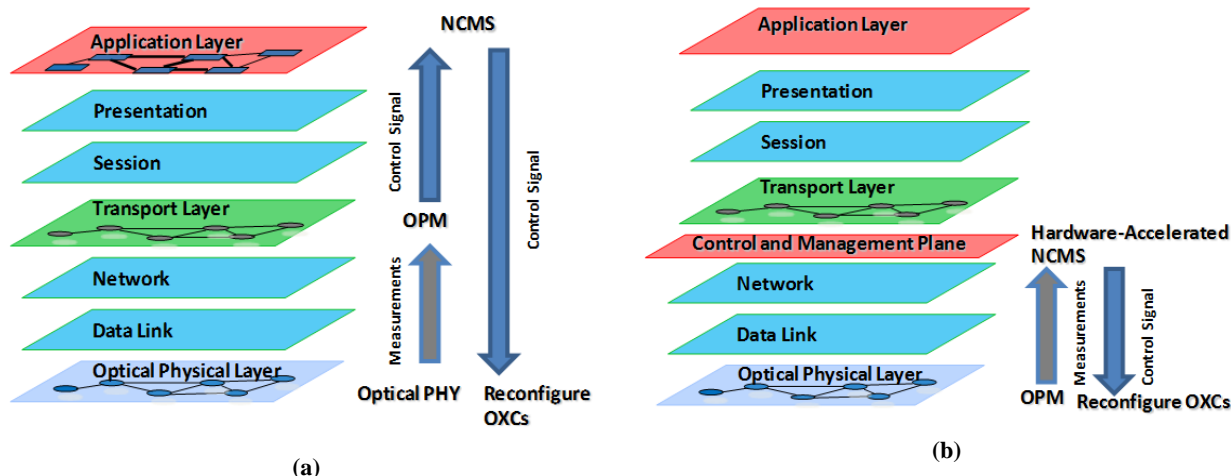 Application Layer
Presentation
Session
Transport Layer
Network
Data Link
Optical Physical Layer
NCMS
Control Signal
OPM
Measurements
Optical PHY
Control Signal
Reconfigure
OXCs
(a)
Application Layer
Presentation
Session
Transport Layer
Control and Management Plane
Network
Data Link
Optical Physical Layer
Hardware-Accelerated
NCMS
Measurements
Control Signal
OPM
Reconfigure OXCs
(b)